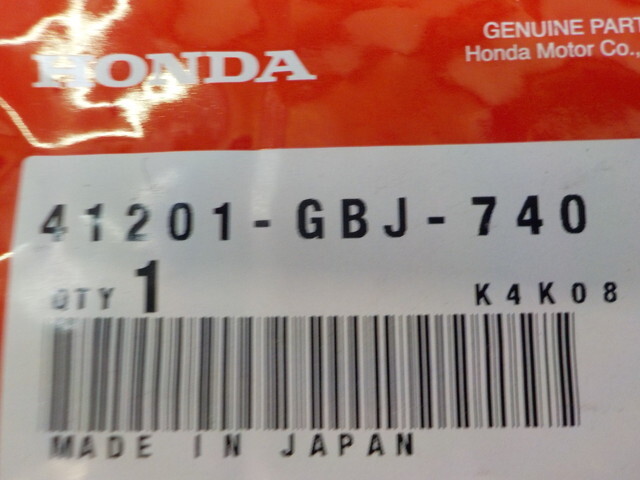 HONDA
GENUINE PART
Honda Motor Co.,
41201-GBJ-740
QTY 1
K4K08
MADE IN JAPAN